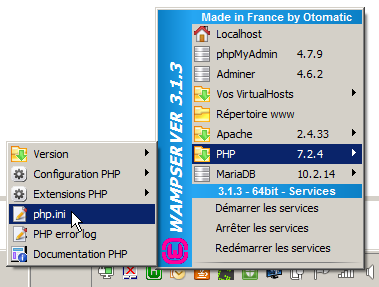 Made in France by Otomatic
Localhost
phpMyAdmin 4.7.9
Adminer 4.6.2
Vos VirtualHosts
Répertoire www
Apache 2.4.33
PHP 7.2.4
MariaDB 10.2.14
3.1.3 - 64bit - Services
Démarrer les services
Arrêter les services
Redémarrer les services
WAMPSERVER 3.1.3
Version
Configuration PHP
Extensions PHP
php.ini
PHP error log
Documentation PHP